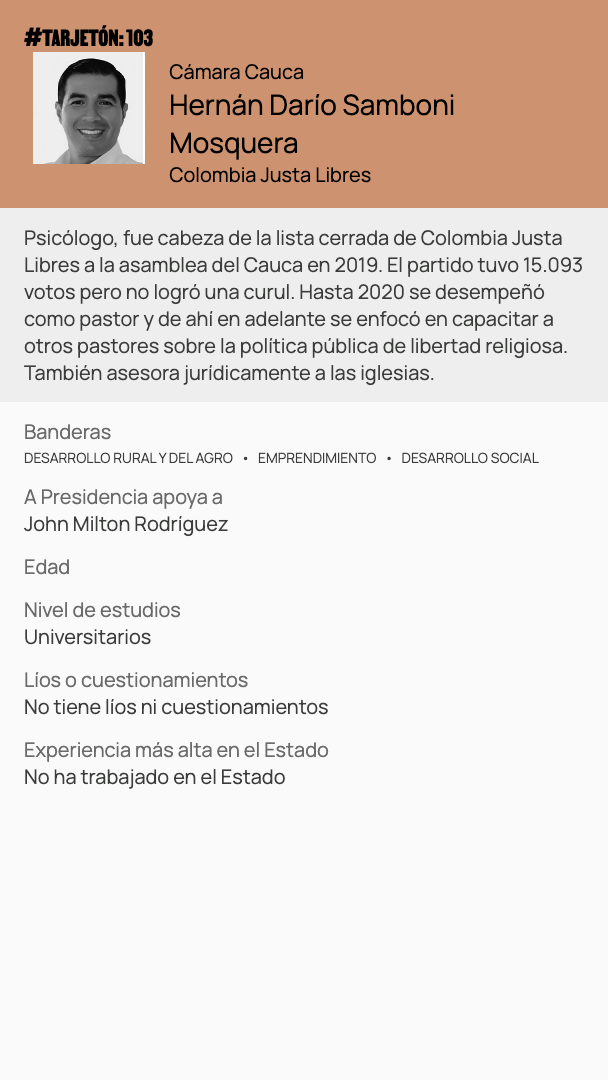 #TARJETÓN: 103
Cámara Cauca
Hernán Darío Samboni
Mosquera
Colombia Justa Libres
Psicólogo, fue cabeza de la lista cerrada de Colombia Justa
Libres a la asamblea del Cauca en 2019. El partido tuvo 15.093
votos pero no logró una curul. Hasta 2020 se desempeñó
como pastor y de ahí en adelante se enfocó en capacitar a
otros pastores sobre la política pública de libertad religiosa.
También asesora jurídicamente a las iglesias.
Banderas
DESARROLLO RURAL Y DEL AGRO • EMPRENDIMIENTO • DESARROLLO SOCIAL
A Presidencia apoya a
John Milton Rodríguez
Edad
Nivel de estudios
Universitarios
Líos o cuestionamientos
No tiene líos ni cuestionamientos
Experiencia más alta en el Estado
No ha trabajado en el Estado